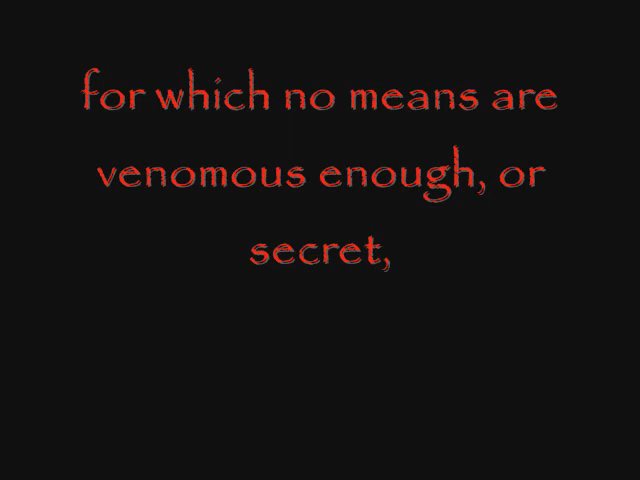 for which no means are
venomous enough, or
secret,